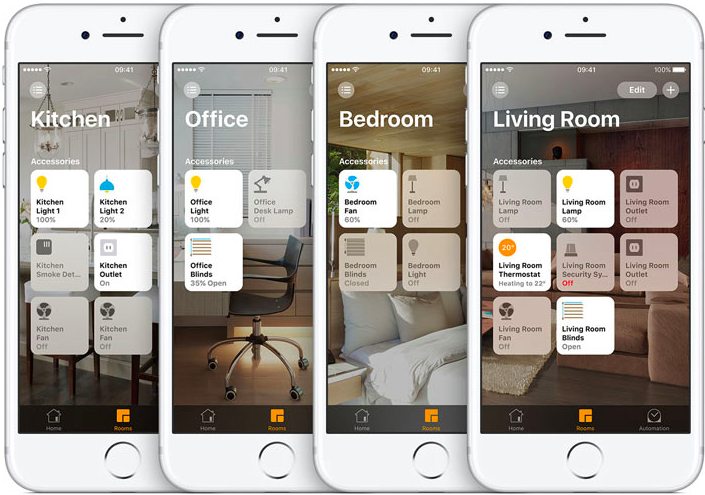 09:41
Kitchen
Accessories
Kitchen
Light 1
100%
Kitchen
Light 2
20%
Kitchen
Smoke Det...
Kitchen
Outlet
On
Kitchen
Fan
Off
Kitchen
Fan
Off
Home
Rooms
09:41
Office
Accessories
Office
Light
100%
Office
Desk Lamp
Off
Office
Blinds
35% Open
Home
Rooms
09:41
Bedroom
Accessories
Bedroom
Fan
60%
Bedroom
Lamp
Off
Bedroom
Blinds
Closed
Bedroom
Light
Off
Home
Rooms
09:41
100%
Edit
Living Room
Accessories
Living Room
Lamp
Off
Living Room
Lamp
60%
Living Room
Outlet
Off
20°
Living Room
Thermostat
Heating to 22°
Living Room
Security Sy...
Off
Living Room
Outlet
Off
Living Room
Fan
Off
Living Room
Blinds
Open
Home
Rooms
Automation